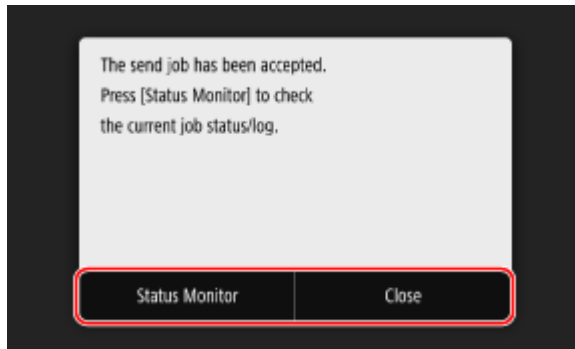 The send job has been accepted.
Press [Status Monitor] to check
the current job status/log.
Status Monitor
Close